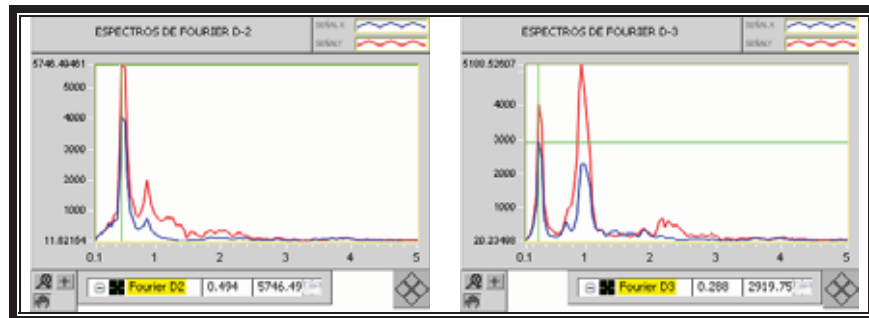 ESPECTROS DE FOURIER D-2
SEÑAL X
SEÑAL Y
5746.49461
5000
4000
3000
2000
1000
11.82154
0.1 1 2 3 4 5
Fourier D2 0.494 5746.49
ESPECTROS DE FOURIER D-3
SEÑAL X
SEÑAL Y
5188.52607
4000
3000
2000
1000
20.23498
0.1 1 2 3 4 5
Fourier D3 0.288 2919.75